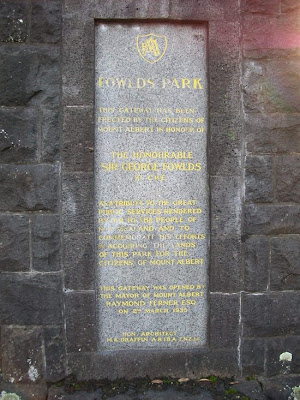 FOWLDS PARK
THIS GATEWAY HAS BEEN
ERECTED BY THE CITIZENS OF
MOUNT ALBERT IN HONOUR OF
THE HONOURABLE
SIR GEORGE FOWLDS
AS A TRIBUTE TO THE GREAT
PUBLIC SERVICES RENDERED
BY HIM TO THE PEOPLE OF
ZEALAND AND TO
COMMEMORATE HIS EFFORTS
IN ACQUIRING THE LANDS
OF THIS PARK FOR THE
CITIZENS OF MOUNT ALBERT
THIS GATEWAY WAS OPENED BY
THE MAYOR OF MOUNT ALBERT
RAYMOND FERNER ESQ
ON 2ND MARCH 1933
HON. ARCHITECT
M.K. DRAFFIN A.R.I.B.A.